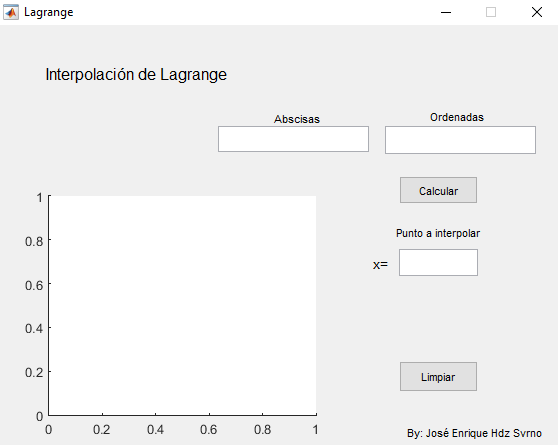 Lagrange
Interpolación de Lagrange
Abscisas
Ordenadas
Calcular
Punto a interpolar
x=
Limpiar
By: José Enrique Hdz Svrno
1
0.8
0.6
0.4
0.2
0
0 0.2 0.4 0.6 0.8 1